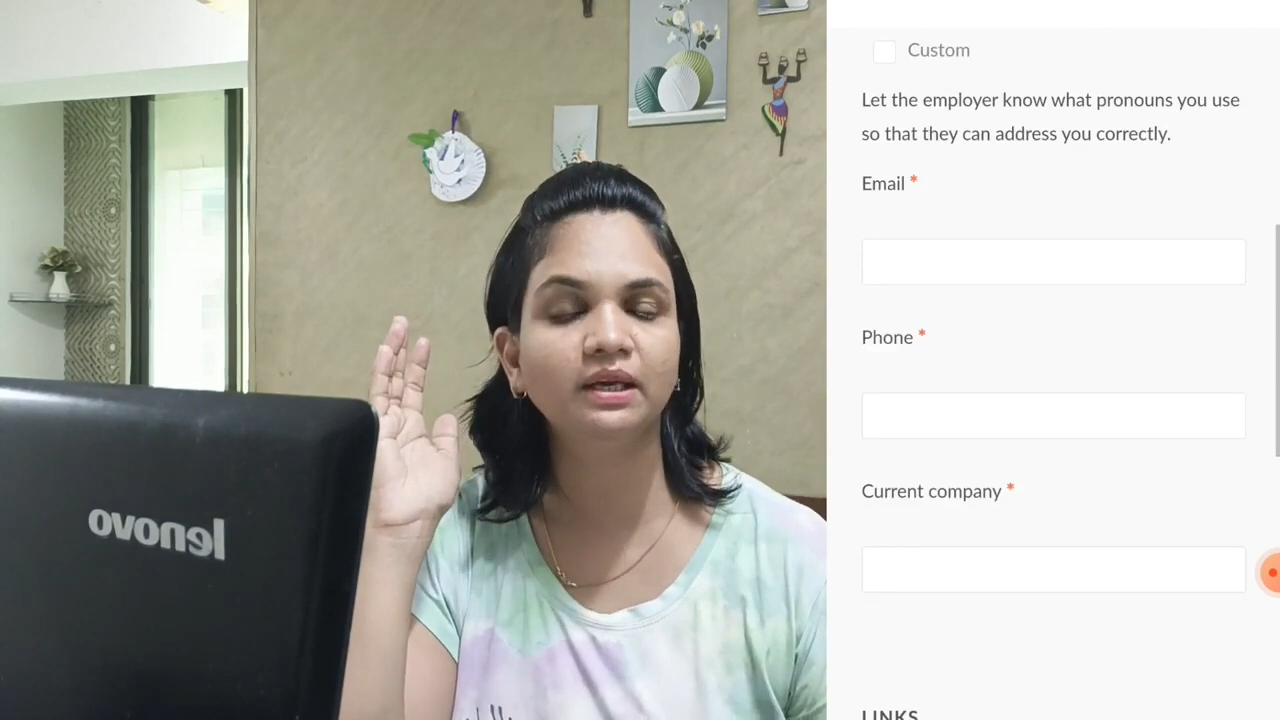 lenovo
Custom
Let the employer know what pronouns you use
so that they can address you correctly.
Email *
Phone *
Current company *
LINKS